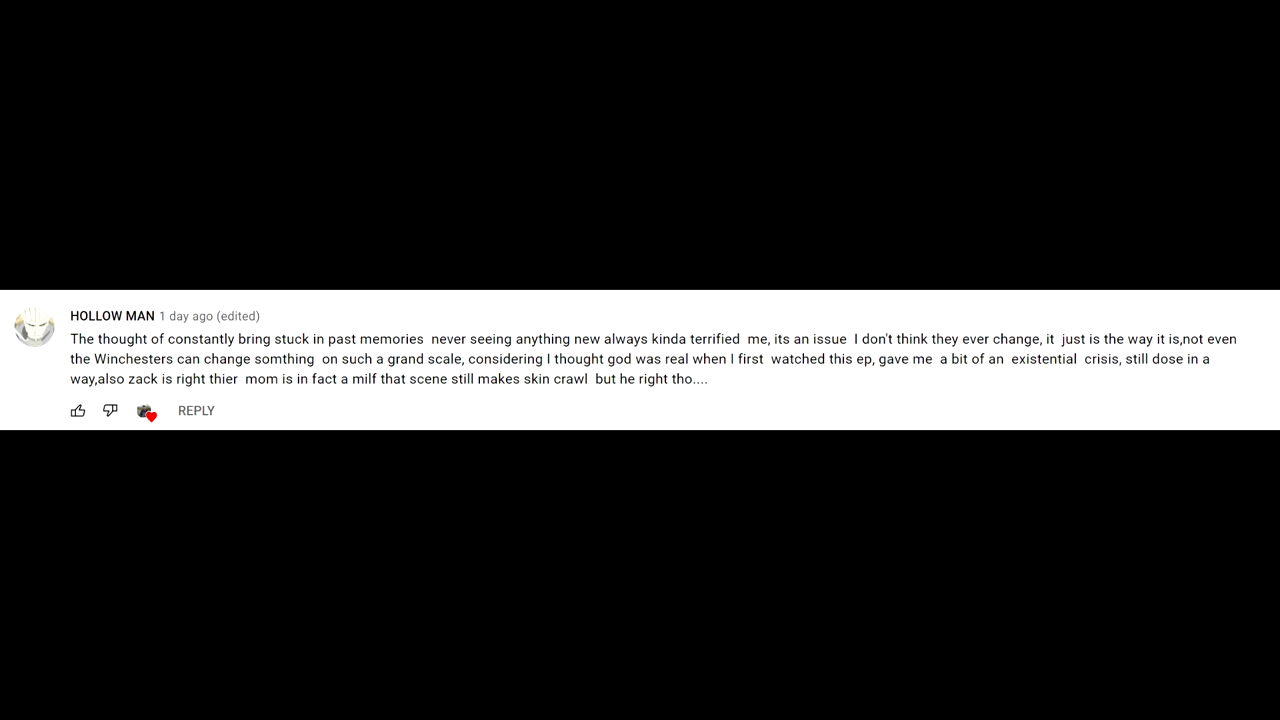 HOLLOW MAN 1 day ago (edited)
The thought of constantly bring stuck in past memories  never seeing anything new always kinda terrified  me, its an issue  I don't think they ever change, it  just is the way it is,not even
the Winchesters can change somthing  on such a grand scale, considering I thought god was real when I first  watched this ep, gave me  a bit of an  existential  crisis, still dose in a
way,also zack is right thier  mom is in fact a milf that scene still makes skin crawl  but he right tho....
REPLY